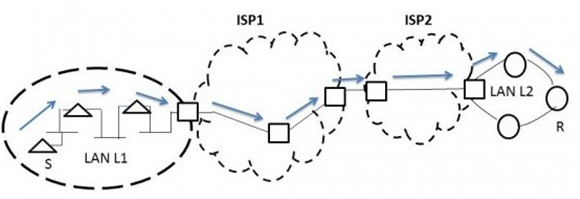 ISP1
ISP2
LAN L2
S
LAN L1
R